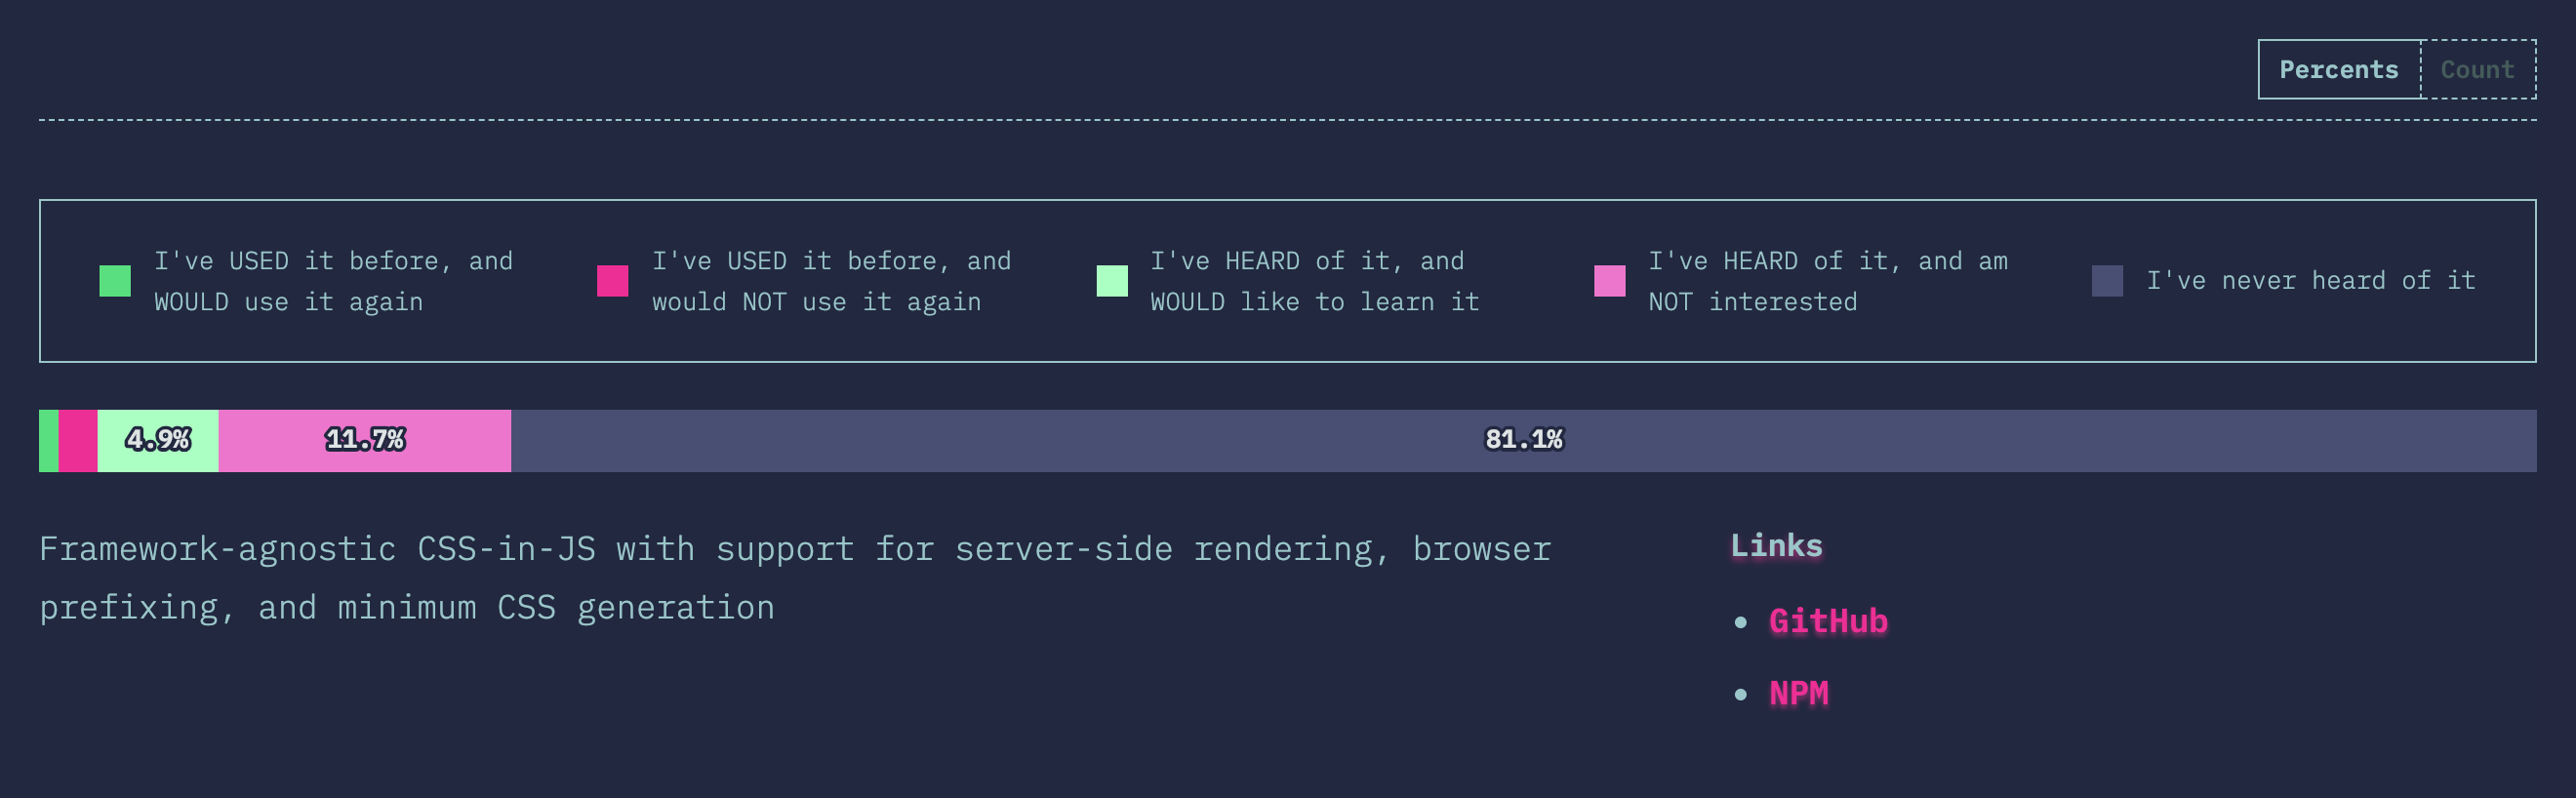 Percents Count
I've USED it before, and
WOULD use it again
I've USED it before, and
would NOT use it again
I've HEARD of it, and
WOULD like to learn it
I've HEARD of it, and am
NOT interested
I've never heard of it
4.9% 11.7% 81.1%
Framework-agnostic CSS-in-JS with support for server-side rendering, browser
prefixing, and minimum CSS generation
Links
GitHub
NPM